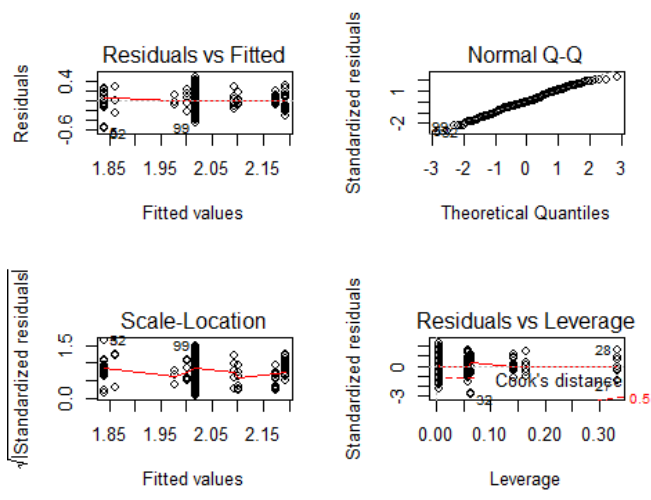 Residuals vs Fitted
Residuals
0.4
-0.6
52
99
1.85 1.95 2.05 2.15
Fitted values
Normal Q-Q
Standardized residuals
1
-2
99
-3 -2 -1 0 1 2 3
Theoretical Quantiles
Scale-Location
√|Standardized residuals|
1.5
0.0
52
99
1.85 1.95 2.05 2.15
Fitted values
Residuals vs Leverage
Standardized residuals
0
-3
28
Cook's distance
32
0.5
0.00 0.10 0.20 0.30
Leverage